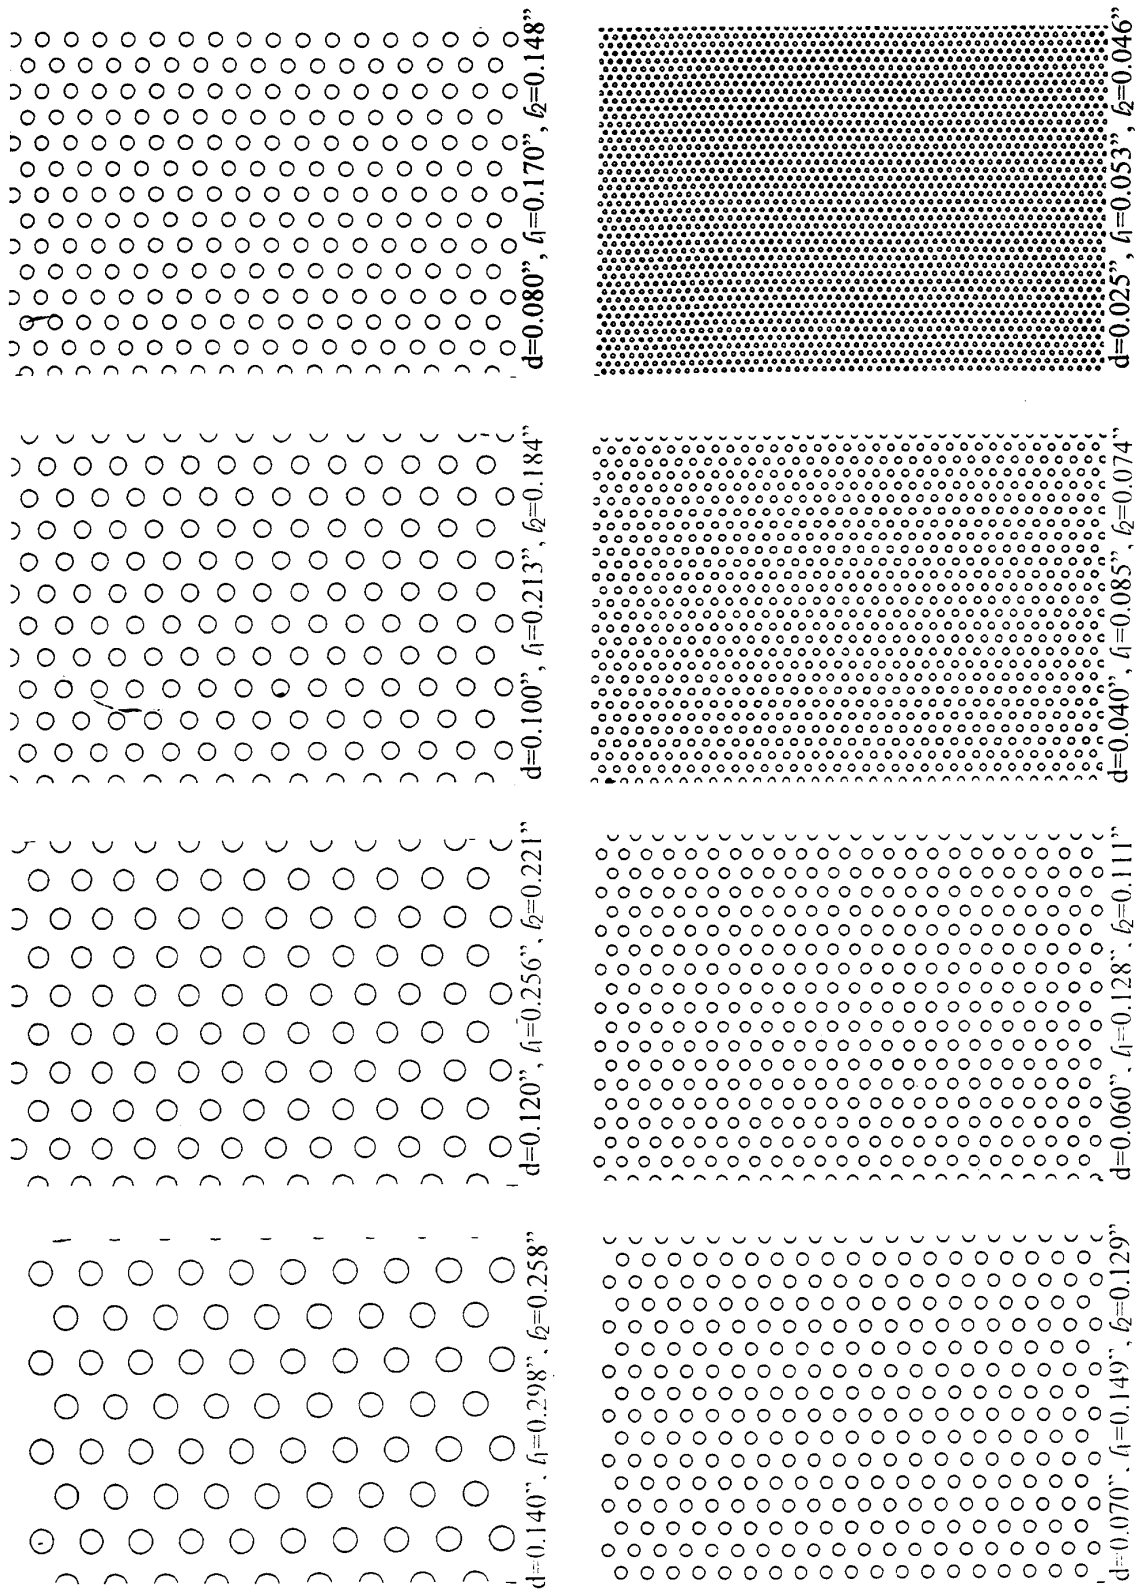 d=0.140”, ℓ1=0.298”, ℓ2=0.258”
d=0.120”, ℓ1=0.256”, ℓ2=0.221”
d=0.100”, ℓ1=0.213”, ℓ2=0.184”
d=0.080”, ℓ1=0.170”, ℓ2=0.148”
d=0.070”, ℓ1=0.149”, ℓ2=0.129”
d=0.060”, ℓ1=0.128”, ℓ2=0.111”
d=0.040”, ℓ1=0.085”, ℓ2=0.074”
d=0.025”, ℓ1=0.053”, ℓ2=0.046”